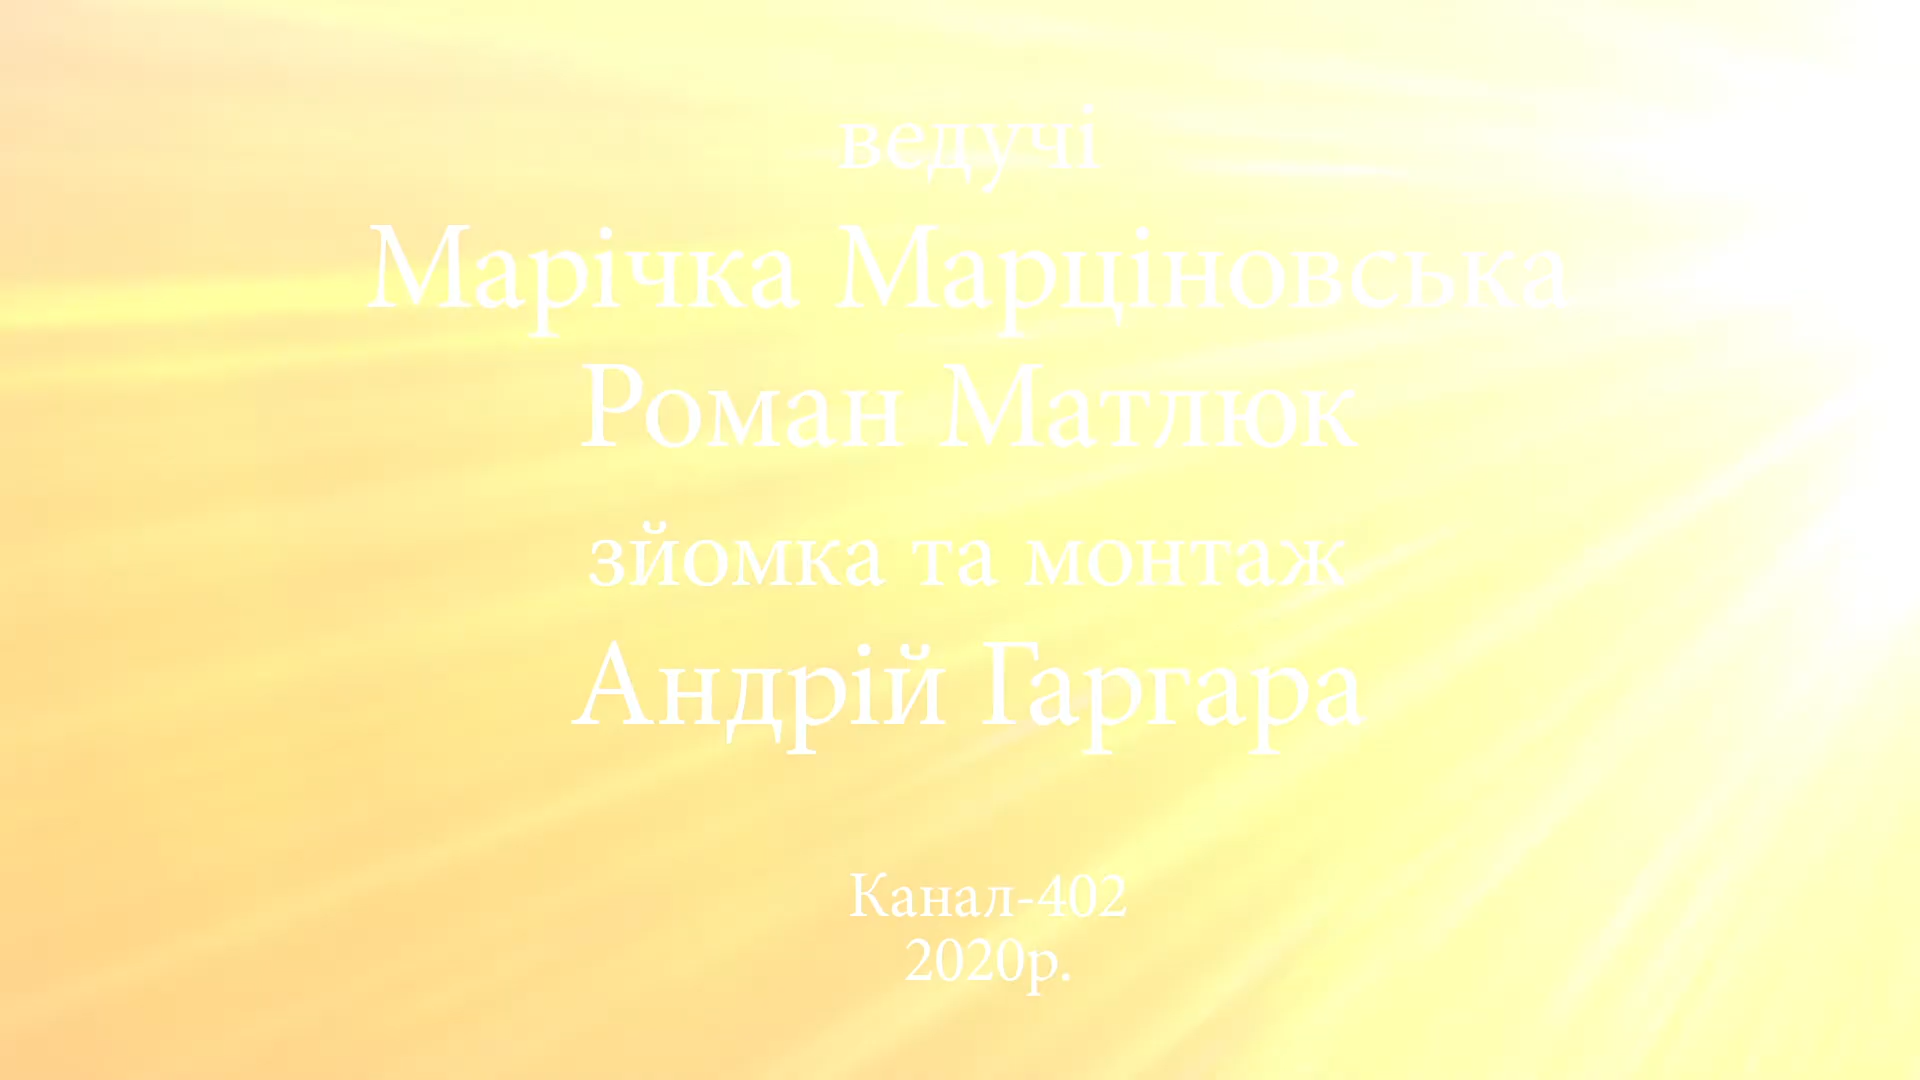 ведучі
Марічка Марціновська
Роман Матлюк
зйомка та монтаж
Андрій Гаргара
Канал-402
2020р.